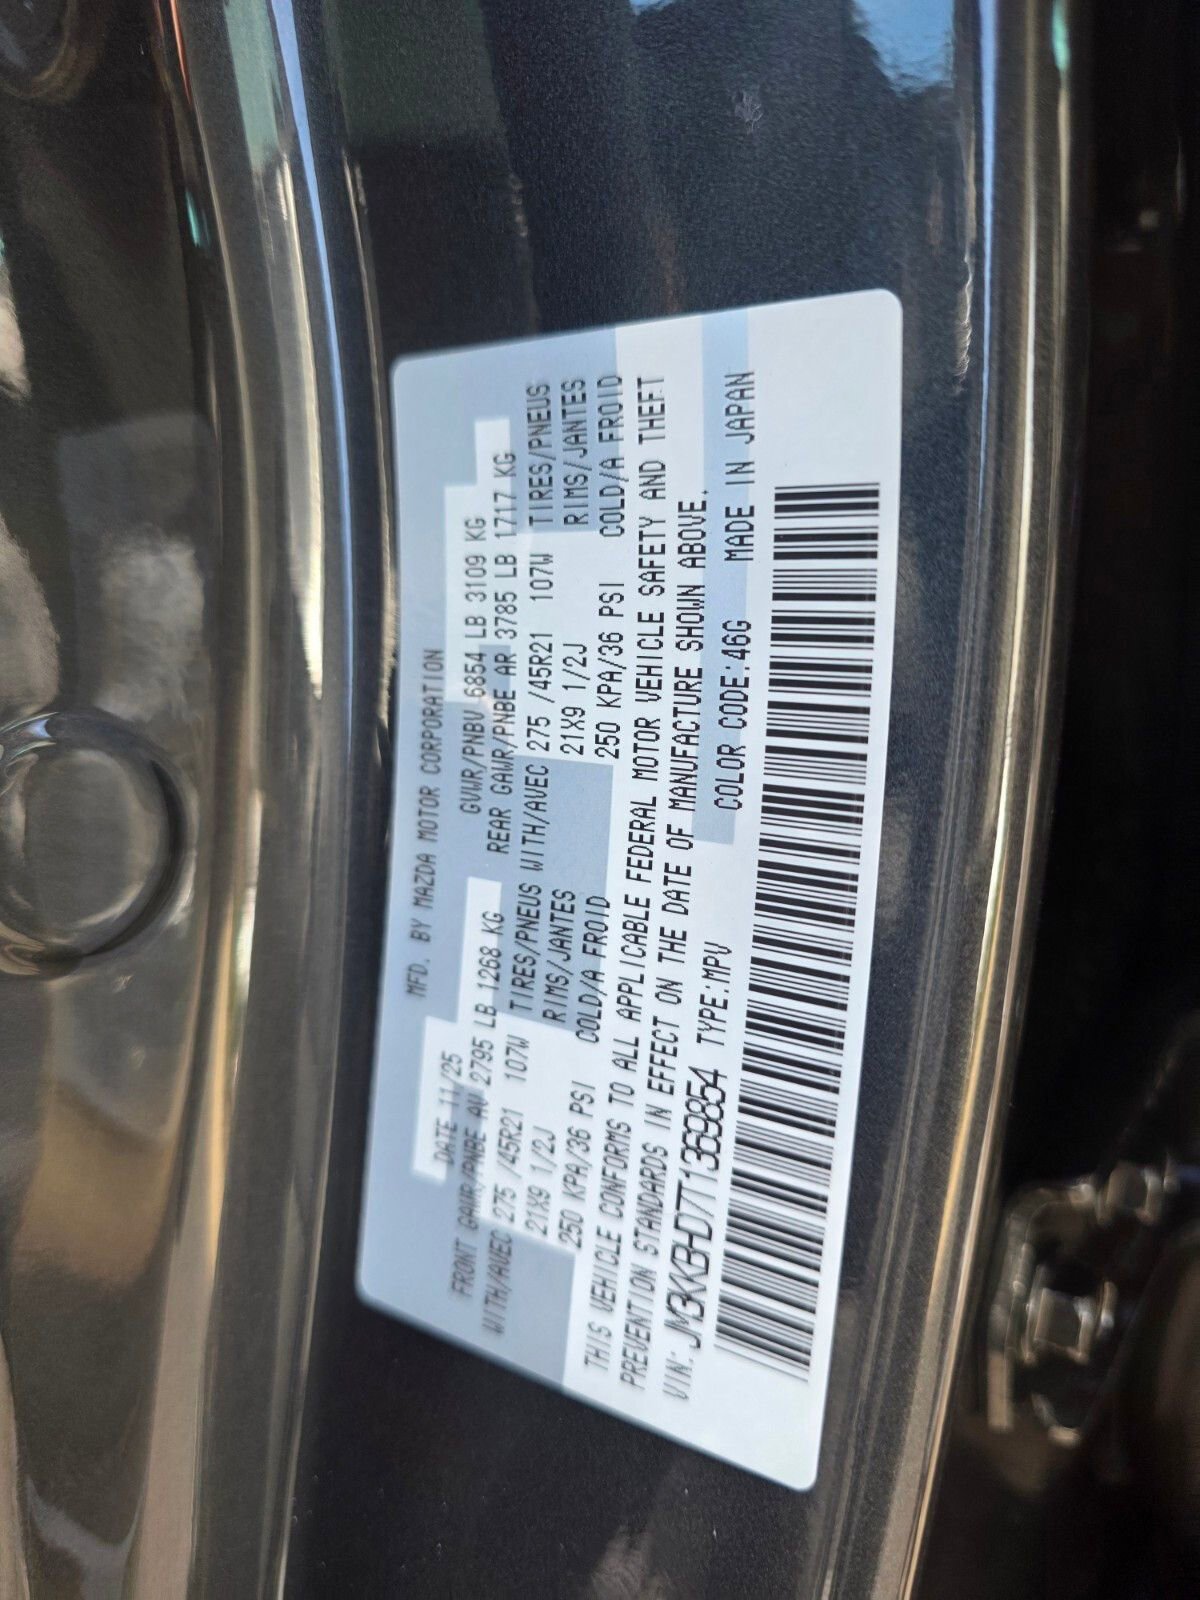 MFD. BY MAZDA MOTOR CORPORATION
DATE 11/25 GVWR/PNBV 6854 LB 3109 KG
FRONT GAWR/PNBE AV 2795 LB 1268 KG REAR GAWR/PNBE AR 3785 LB 1717 KG
WITH/AVEC 275 /45R21 107W TIRES/PNEUS WITH/AVEC 275 /45R21 107W TIRES/PNEUS
21X9 1/2J RIMS/JANTES 21X9 1/2J RIMS/JANTES
250 KPA/36 PSI COLD/A FROID 250 KPA/36 PSI COLD/A FROID
THIS VEHICLE CONFORMS TO ALL APPLICABLE FEDERAL MOTOR VEHICLE SAFETY AND THEFT
PREVENTION STANDARDS IN EFFECT ON THE DATE OF MANUFACTURE SHOWN ABOVE.
VIN: JM3KKBHD7T1369854 TYPE:MPV COLOR CODE:46G MADE IN JAPAN